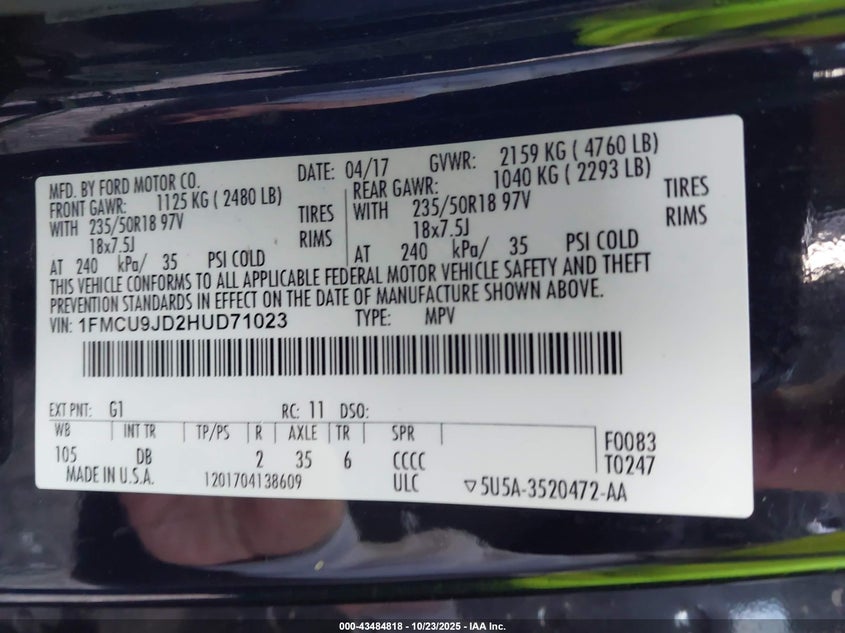 MFD. BY FORD MOTOR CO. DATE: 04/17 GVWR: 2159 KG ( 4760 LB)
FRONT GAWR: 1125 KG ( 2480 LB) REAR GAWR: 1040 KG ( 2293 LB)
WITH 235/50R18 97V TIRES WITH 235/50R18 97V TIRES
18x7.5J RIMS 18x7.5J RIMS
AT 240 kPa/ 35 PSI COLD AT 240 kPa/ 35 PSI COLD
THIS VEHICLE CONFORMS TO ALL APPLICABLE FEDERAL MOTOR VEHICLE SAFETY AND THEFT
PREVENTION STANDARDS IN EFFECT ON THE DATE OF MANUFACTURE SHOWN ABOVE.
VIN: 1FMCU9JD2HUD71023 TYPE: MPV
EXT PNT: G1 RC: 11 DSO:
WB INT TR TP/PS R AXLE TR SPR F0083
105 DB 2 35 6 CCCC T0247
MADE IN U.S.A. 1201704138609 ULC ▽5U5A-3520472-AA
000-43484818 - 10/23/2025 - IAA Inc.